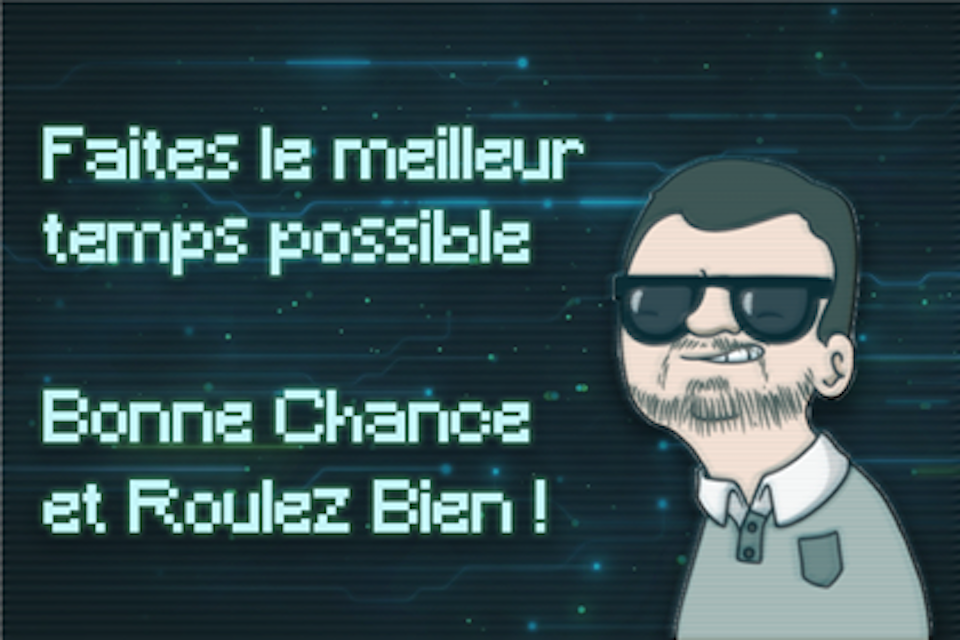 Faites le meilleur
temps possible
Bonne Chance
et Roulez Bien !